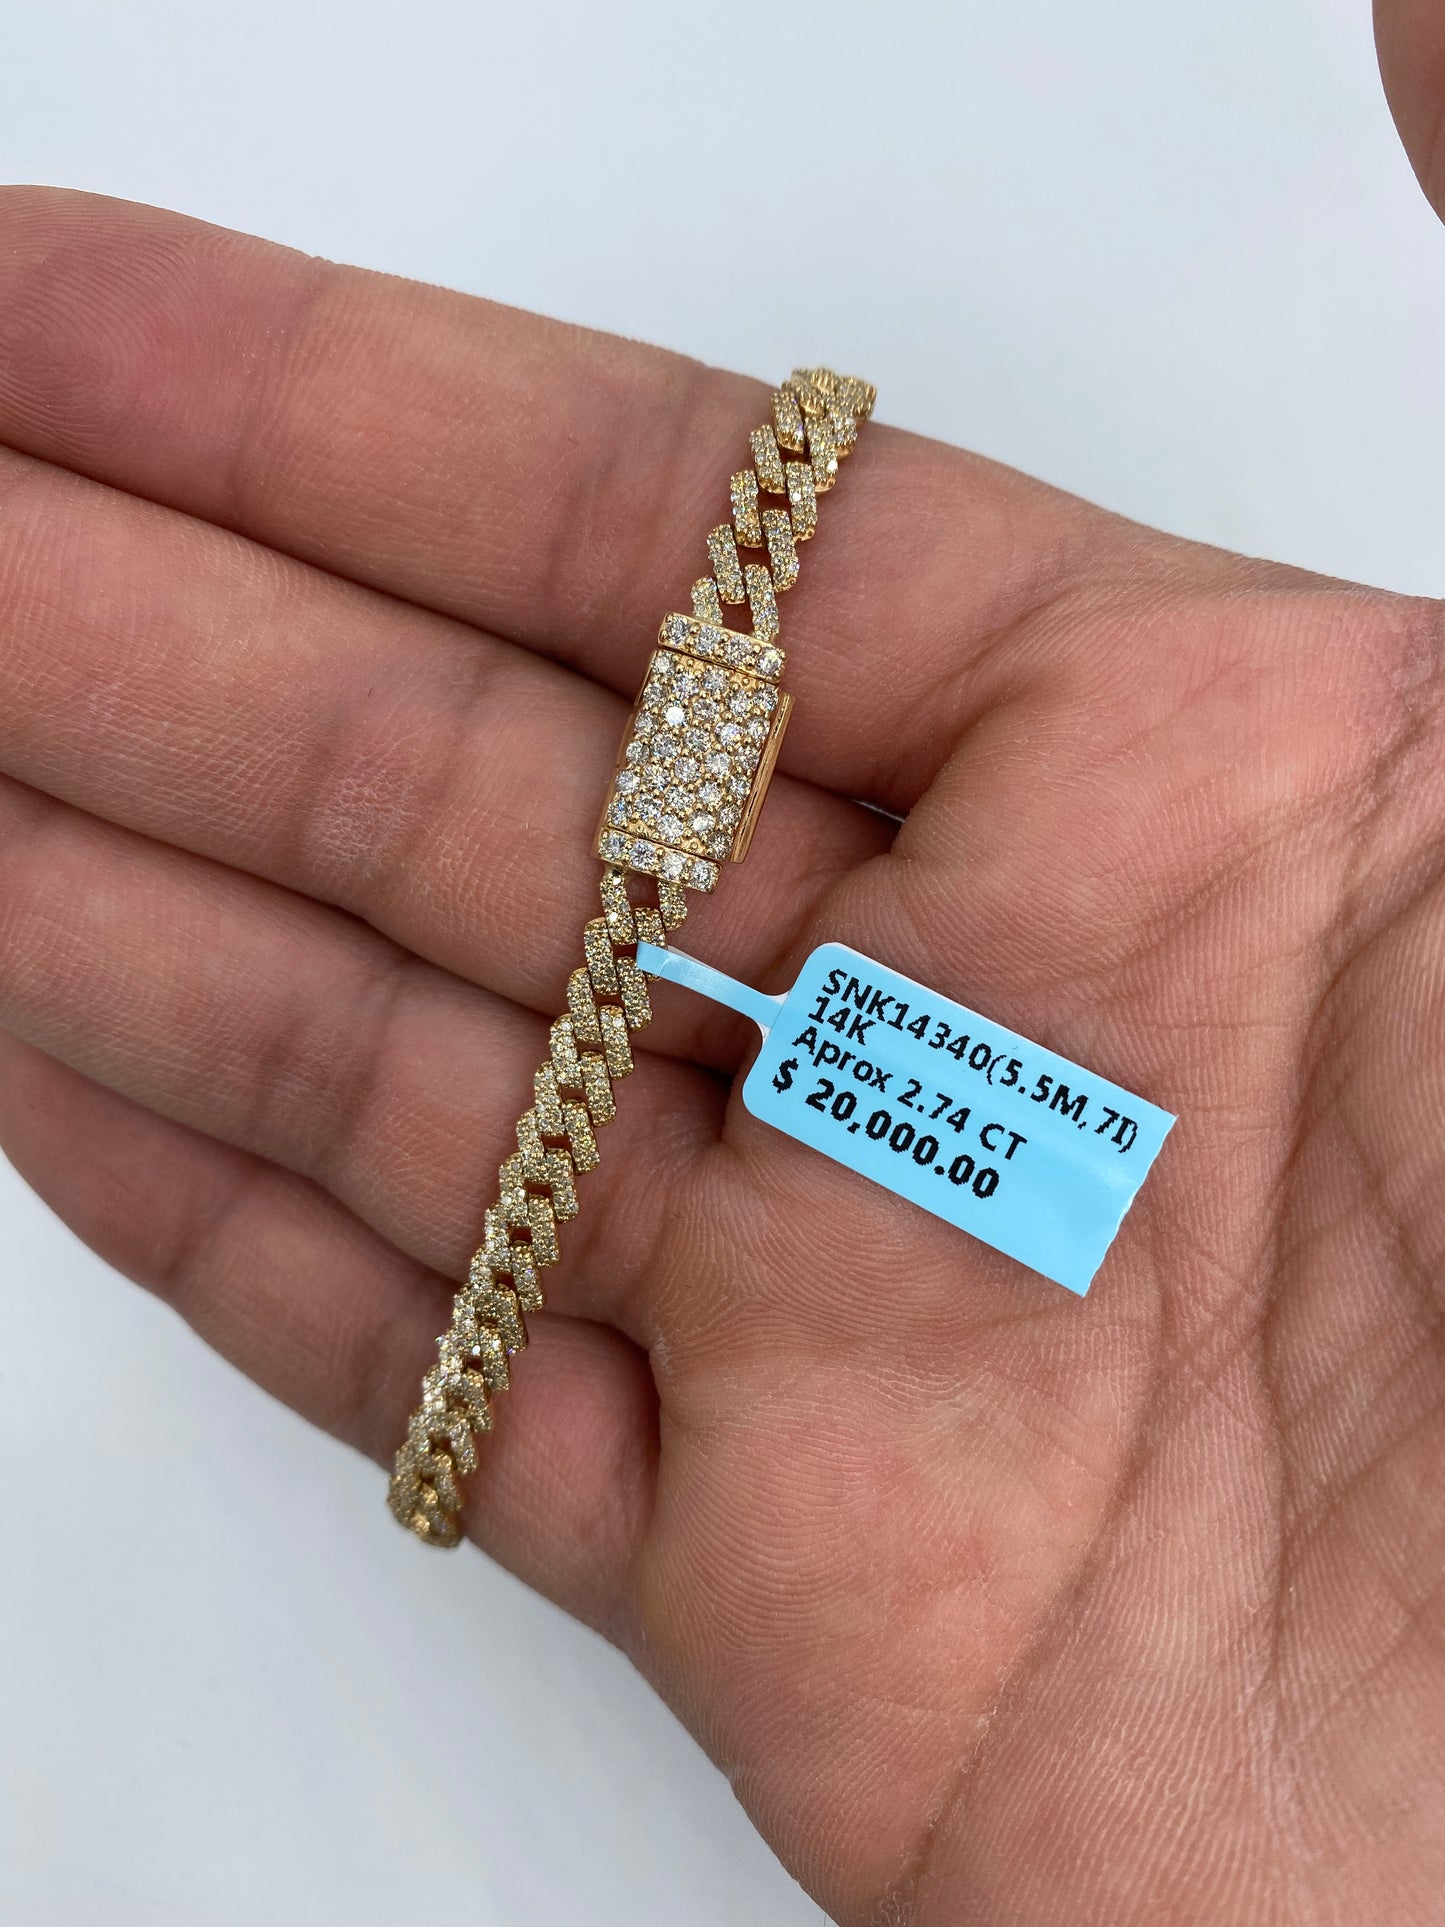 SNK14340(5.5M,7I)
14K
Aprox 2.74 CT
$ 20,000.00